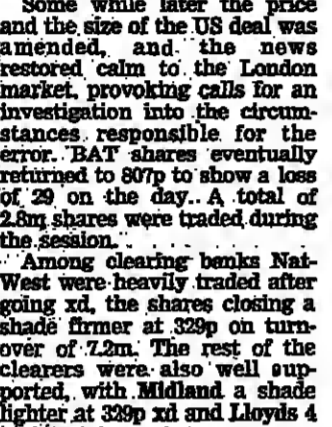 Some while later the price
and the size of the US deal was
amended, and the news
restored calm to the London
market, provoking calls for an
investigation into the circum-
stances responsible for the
error. BAT shares eventually
returned to 807p to show a loss
of 29 on the day. A total of
2.8m shares were traded during
the session.
Among clearing banks Nat-
West were heavily traded after
going xd, the shares closing a
shade firmer at 329p on turn-
over of 7.2m. The rest of the
clearers were also well sup-
ported, with Midland a shade
lighter at 329p xd and Lloyds 4